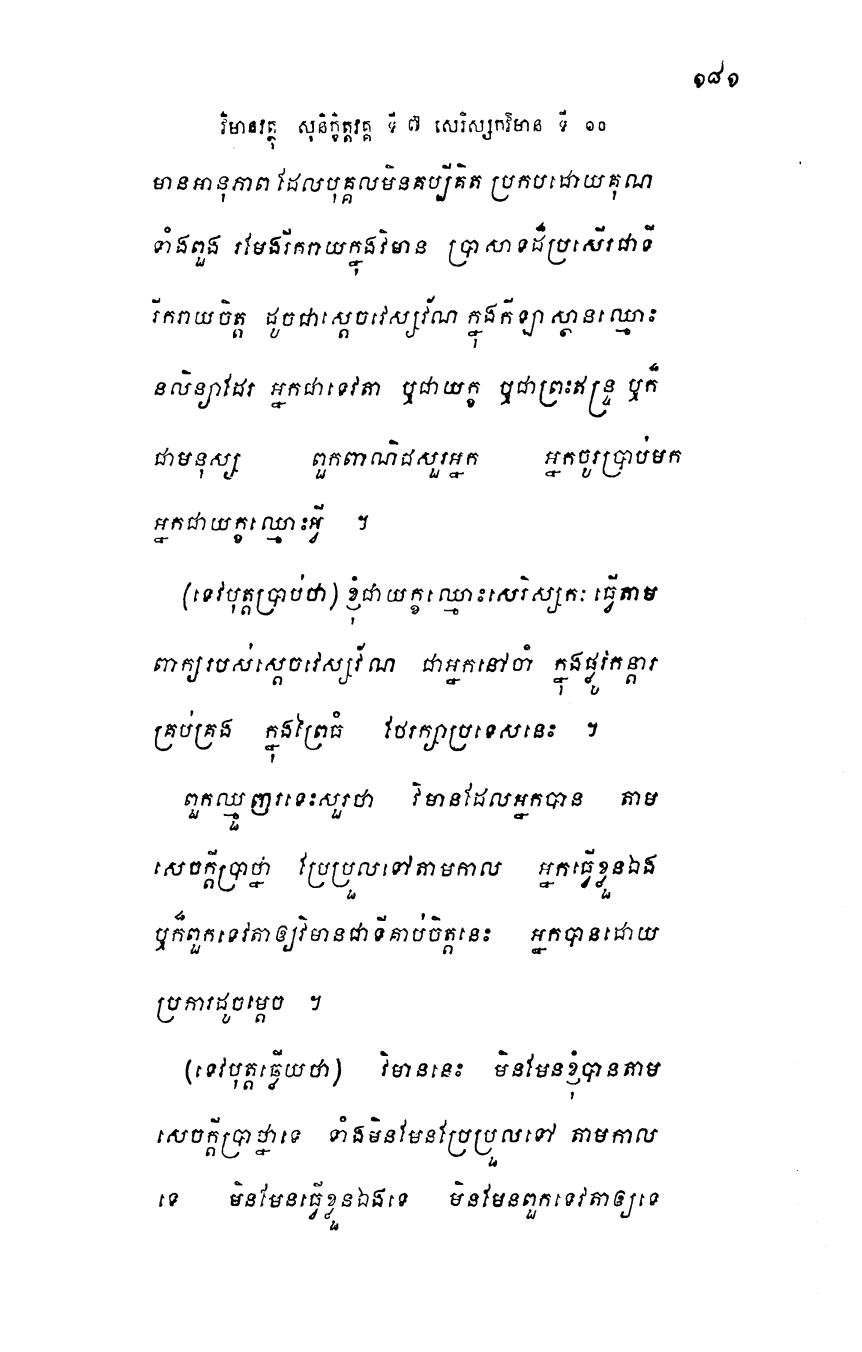 ១៨១
វិមានវត្ថុ សុនិក្ខិត្តវគ្គ ទី ៧ សេរិស្សកវិមាន ទី ១០
មានអានុភាព ដែលបុគ្គលមិនគប្បីគិត ប្រកបដោយគុណ
ទាំងពួង រមែងរីករាយក្នុងវិមាន ប្រាសាទដ៏ប្រសើរជាទី
រីករាយចិត្ត ដូចជាស្តេចវេស្សវ័ណ ក្នុងកីឡាស្ថានឈ្មោះ
នលិន្យាដែរ អ្នកជាទេវតា ឬជាយក្ខ ឬជាព្រះឥន្ទ្រ ឬក៏
ជាមនុស្ស ពួកពាណិជសួរអ្នក អ្នកចូរប្រាប់មក
អ្នកជាយក្ខឈ្មោះអ្វី ។
(ទេវបុត្តប្រាប់ថា) ខ្ញុំជាយក្ខឈ្មោះសេរិស្សកៈ ធ្វើតាម
ពាក្យរបស់ស្តេចវេស្សវ័ណ ជាអ្នកនៅចាំ ក្នុងផ្លូវកន្តារ
គ្រប់គ្រង ក្នុងព្រៃធំ ថែរក្សាប្រទេសនេះ ។
ពួកឈ្មួញរទេះសួរថា វិមានដែលអ្នកបាន តាម
សេចក្តីប្រាថ្នា ប្រែប្រួលទៅតាមកាល អ្នកធ្វើខ្លួនឯង
ឬក៏ពួកទេវតាឲ្យវិមានជាទីគាប់ចិត្តនេះ អ្នកបានដោយ
ប្រការដូចម្តេច ។
(ទេវបុត្តឆ្លើយថា) វិមាននេះ មិនមែនខ្ញុំបានតាម
សេចក្តីប្រាថ្នាទេ ទាំងមិនមែនប្រែប្រួលទៅ តាមកាល
ទេ មិនមែនធ្វើខ្លួនឯងទេ មិនមែនពួកទេវតាឲ្យទេ